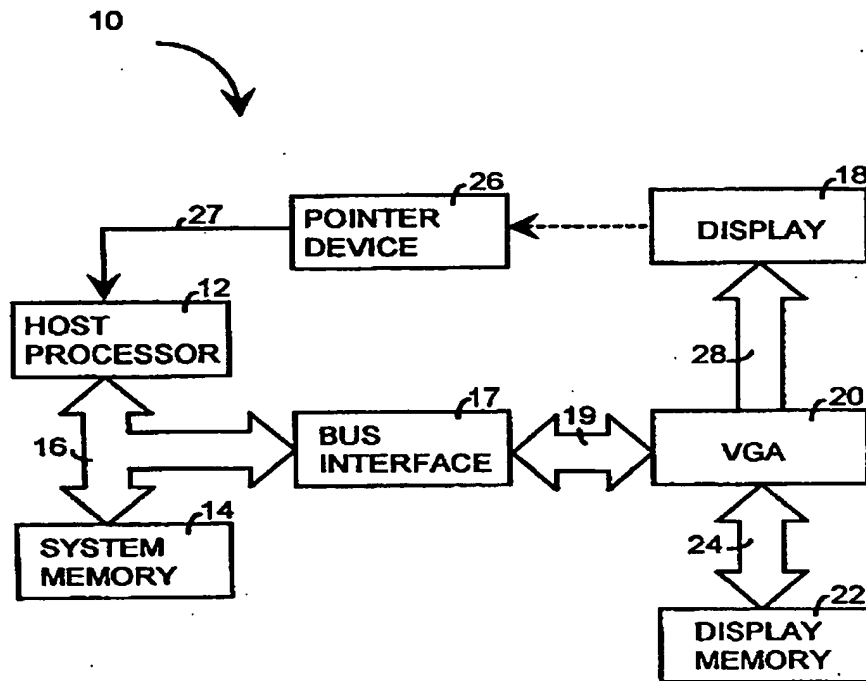 10
26
18
27
POINTER
DEVICE
DISPLAY
12
HOST
PROCESSOR
28
17
19
20
16
BUS
INTERFACE
VGA
14
SYSTEM
MEMORY
24
22
DISPLAY
MEMORY